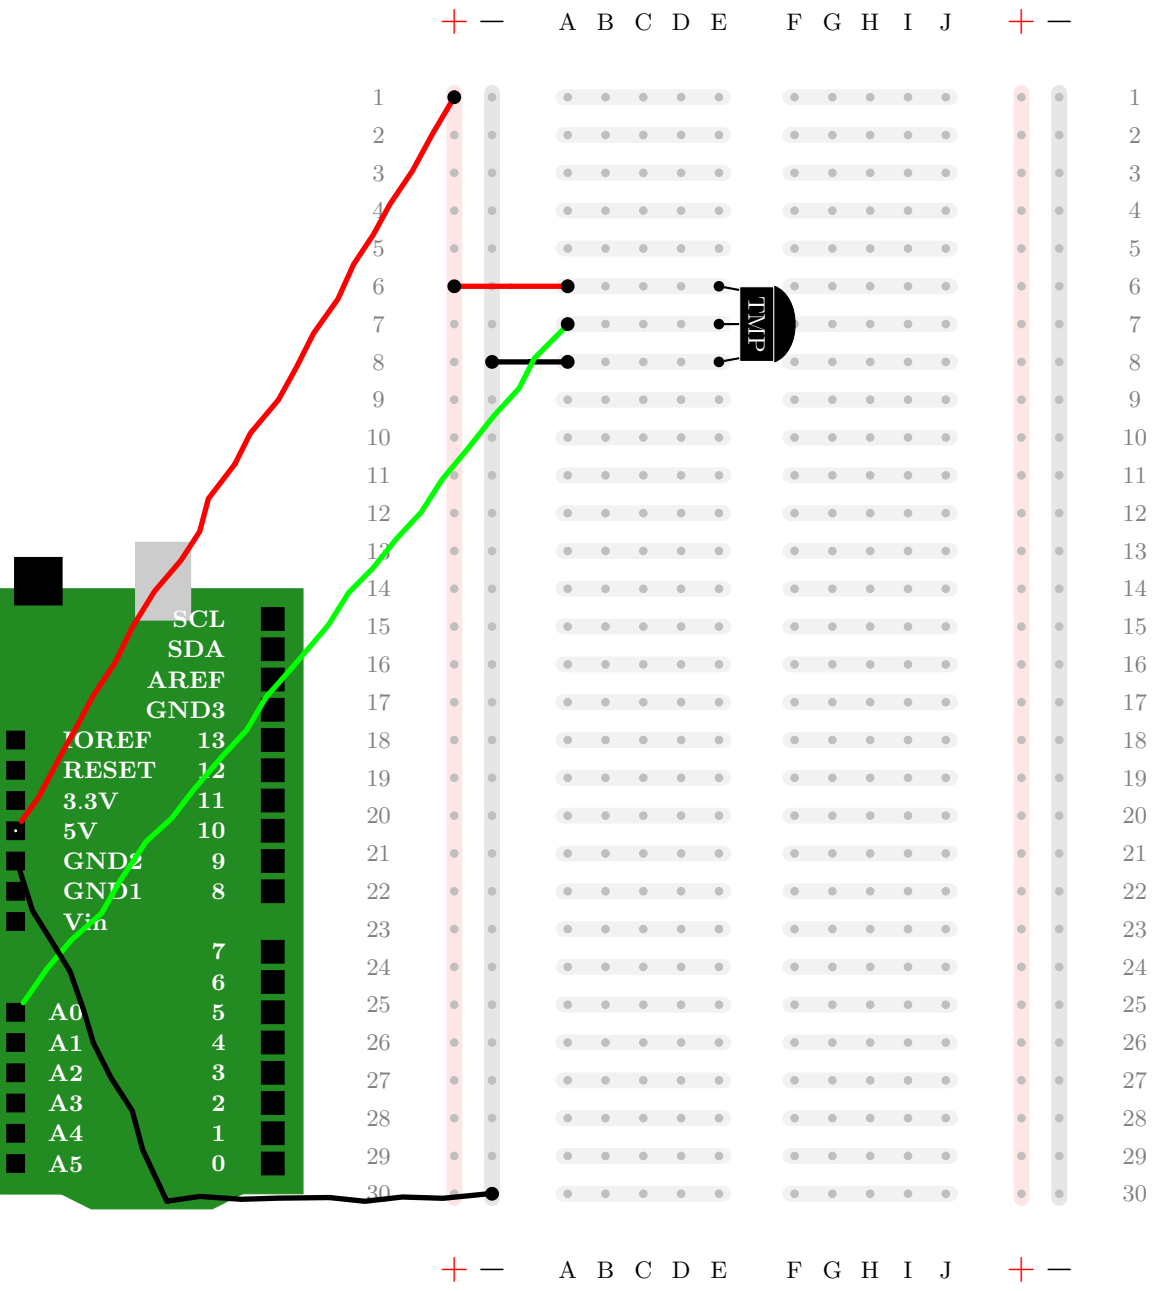 + — A B C D E F G H I J + —
1 1
2 2
3 3
4 4
5 5
6 6
TMP
7 7
8 8
9 9
10 10
11 11
12 12
13 13
14 14
SCL
15 15
SDA
16 16
AREF
17 17
GND3
IOREF 13 18 18
RESET 12 19 19
3.3V 11
20 20
5V 10
21 21
GND2 9
GND1 8 22 22
Vin
23 23
7
24 24
6
A0 5 25 25
A1 4 26 26
A2 3 27 27
A3 2
28 28
A4 1
29 29
A5 0
30 30
+ — A B C D E F G H I J + —